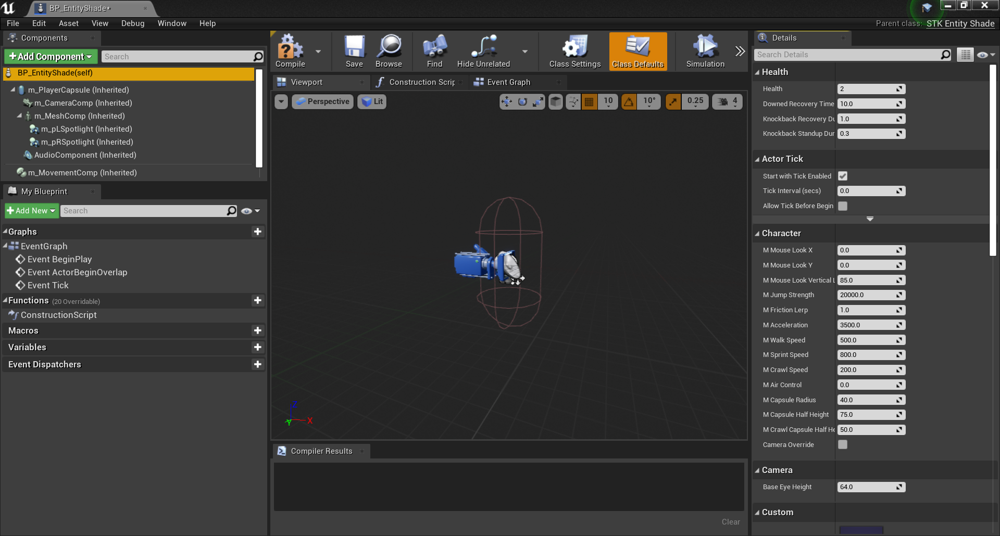 BP_EntityShade*
File Edit Asset View Debug Window Help
Parent class: STK Entity Shade
Components
Add Component
Search
BP_EntityShade(self)
m_PlayerCapsule (Inherited)
m_CameraComp (Inherited)
m_MeshComp (Inherited)
m_pLSpotlight (Inherited)
m_pRSpotlight (Inherited)
AudioComponent (Inherited)
m_MovementComp (Inherited)
My Blueprint
Add New
Search
Graphs
EventGraph
Event BeginPlay
Event ActorBeginOverlap
Event Tick
Functions (20 Overridable)
ConstructionScript
Macros
Variables
Event Dispatchers
Compile
Save
Browse
Find
Hide Unrelated
Class Settings
Class Defaults
Simulation
Viewport
Construction Scrip
Event Graph
Perspective
Lit
10
10°
0.25
4
Z
X
Y
Compiler Results
Clear
Details
Search Details
Health
Health 2
Downed Recovery Time 10.0
Knockback Recovery Du 1.0
Knockback Standup Dur 0.3
Actor Tick
Start with Tick Enabled
Tick Interval (secs) 0.0
Allow Tick Before Begin
Character
M Mouse Look X 0.0
M Mouse Look Y 0.0
M Mouse Look Vertical L 85.0
M Jump Strength 20000.0
M Friction Lerp 1.0
M Acceleration 3500.0
M Walk Speed 500.0
M Sprint Speed 800.0
M Crawl Speed 200.0
M Air Control 0.0
M Capsule Radius 40.0
M Capsule Half Height 75.0
M Crawl Capsule Half He 50.0
Camera Override
Camera
Base Eye Height 64.0
Custom